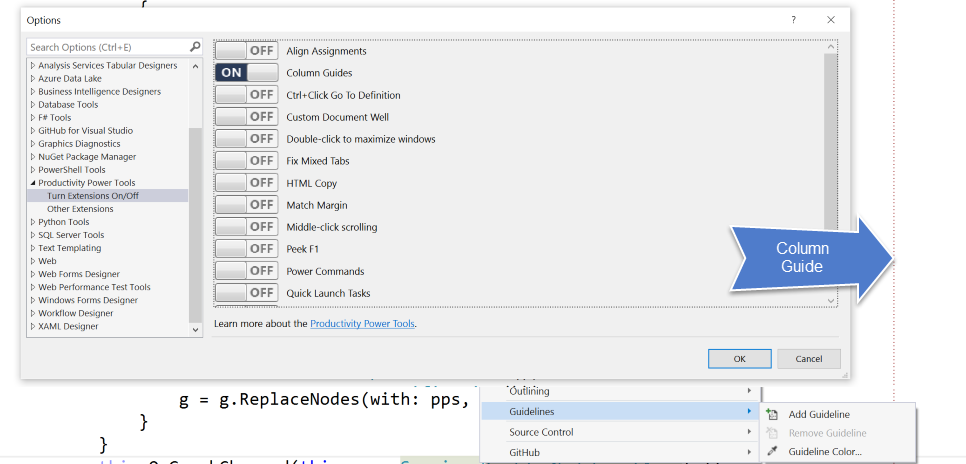 {
Options
?
Search Options (Ctrl+E)
Analysis Services Tabular Designers
Azure Data Lake
Business Intelligence Designers
Database Tools
F# Tools
GitHub for Visual Studio
Graphics Diagnostics
NuGet Package Manager
PowerShell Tools
Productivity Power Tools
Turn Extensions On/Off
Other Extensions
Python Tools
SQL Server Tools
Text Templating
Web
Web Forms Designer
Web Performance Test Tools
Windows Forms Designer
Workflow Designer
XAML Designer
OFF Align Assignments
ON Column Guides
OFF Ctrl+Click Go To Definition
OFF Custom Document Well
OFF Double-click to maximize windows
OFF Fix Mixed Tabs
OFF HTML Copy
OFF Match Margin
OFF Middle-click scrolling
OFF Peek F1
OFF Power Commands
OFF Quick Launch Tasks
Learn more about the Productivity Power Tools.
OK
Cancel
Column
Guide
g = g.ReplaceNodes(with: pps,
}
}
Outlining
Guidelines
Source Control
GitHub
Add Guideline
Remove Guideline
Guideline Color...